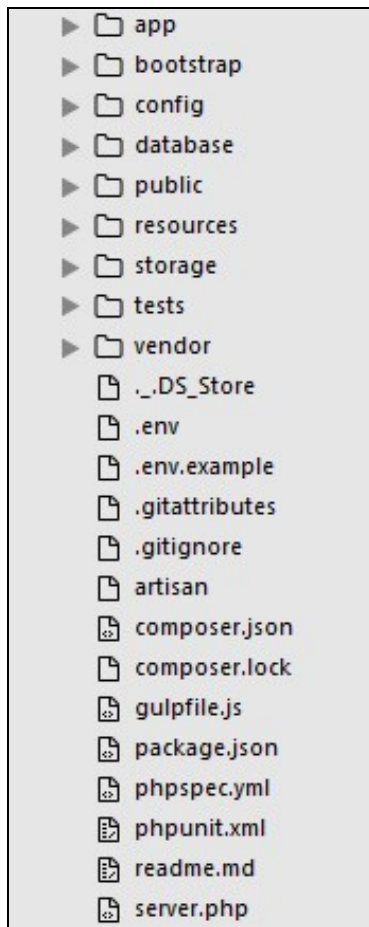 app
bootstrap
config
database
public
resources
storage
tests
vendor
._.DS_Store
.env
.env.example
.gitattributes
.gitignore
artisan
composer.json
composer.lock
gulpfile.js
package.json
phpspec.yml
phpunit.xml
readme.md
server.php